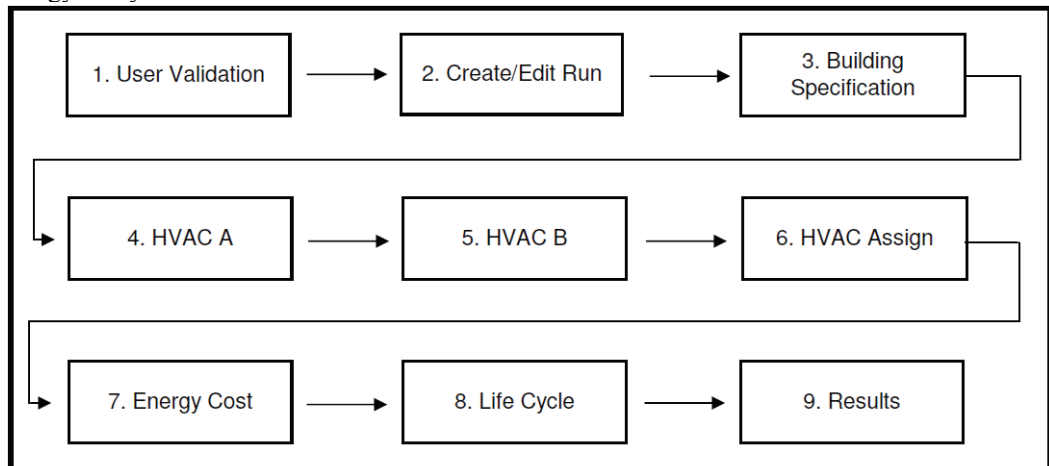 1. User Validation
2. Create/Edit Run
3. Building
Specification
4. HVAC A
5. HVAC B
6. HVAC Assign
7. Energy Cost
8. Life Cycle
9. Results